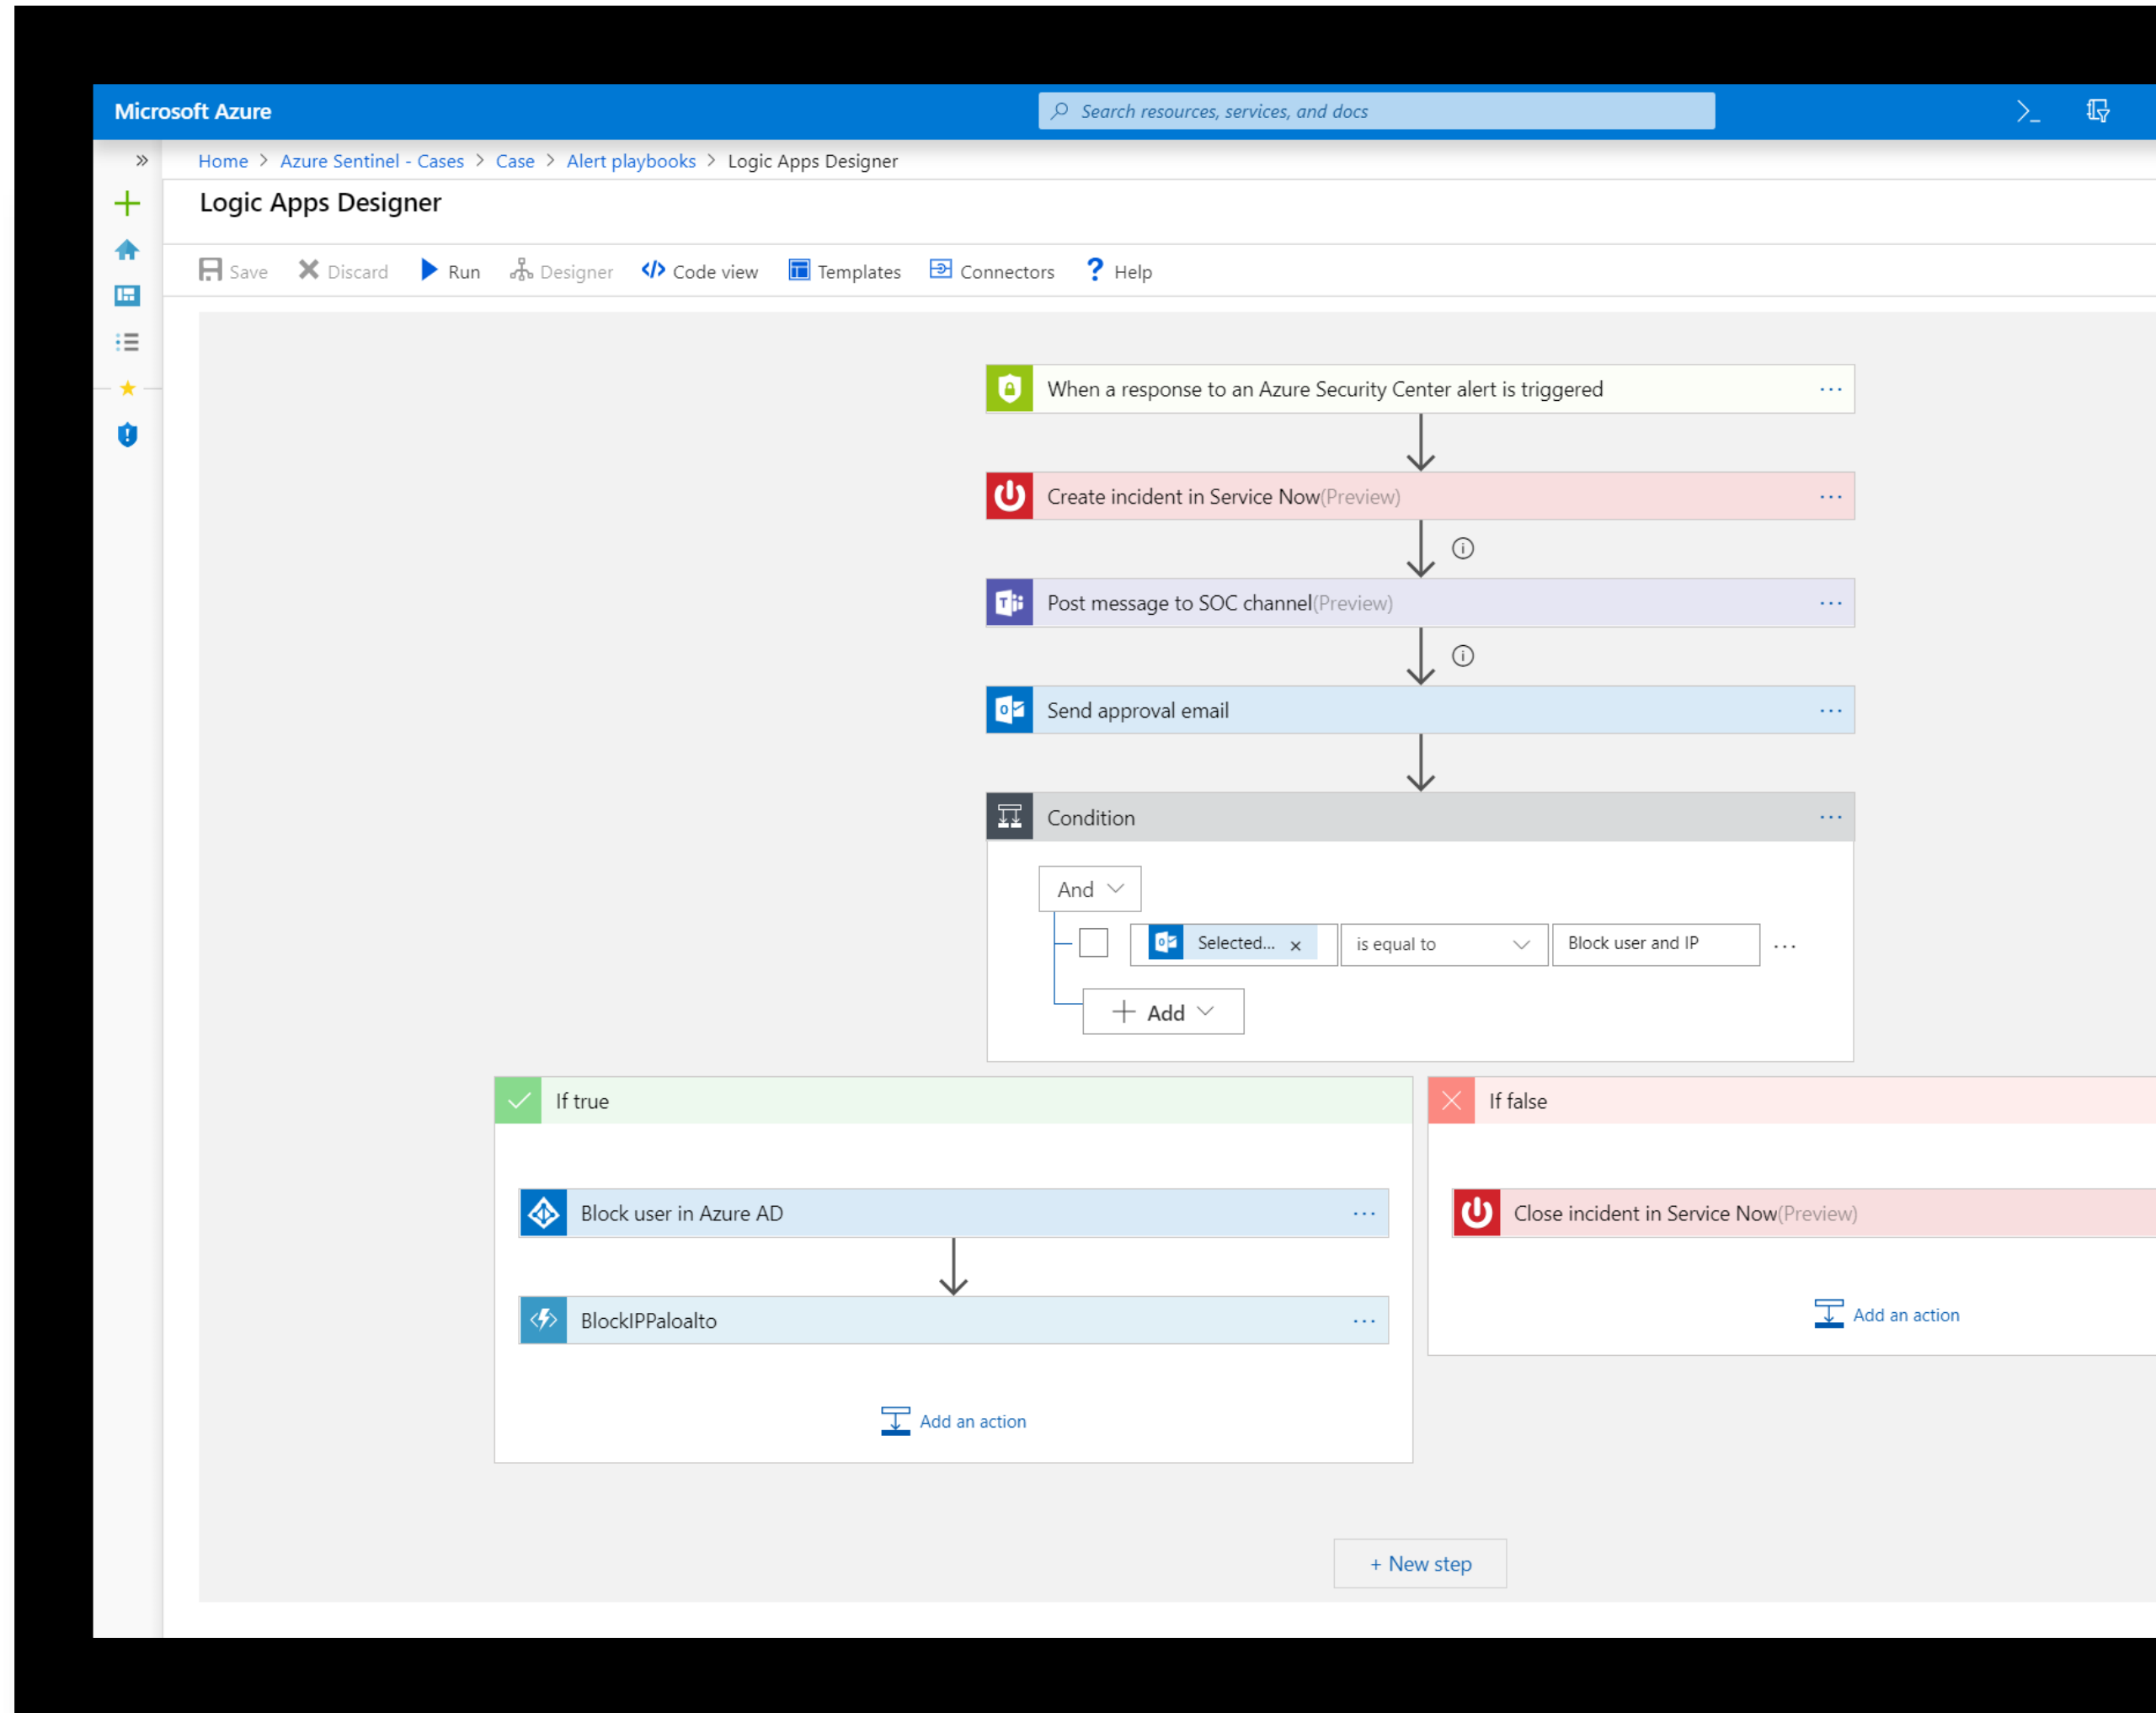 Microsoft Azure
Search resources, services, and docs
Home > Azure Sentinel - Cases > Case > Alert playbooks > Logic Apps Designer
Logic Apps Designer
Save Discard Run Designer Code view Templates Connectors ? Help
When a response to an Azure Security Center alert is triggered ...
Create incident in Service Now(Preview) ...
Post message to SOC channel(Preview) ...
Send approval email ...
Condition ...
And
Selected... x is equal to Block user and IP ...
+ Add
If true
If false
Block user in Azure AD ...
Close incident in Service Now(Preview)
BlockIPPaloalto ...
Add an action
Add an action
+ New step